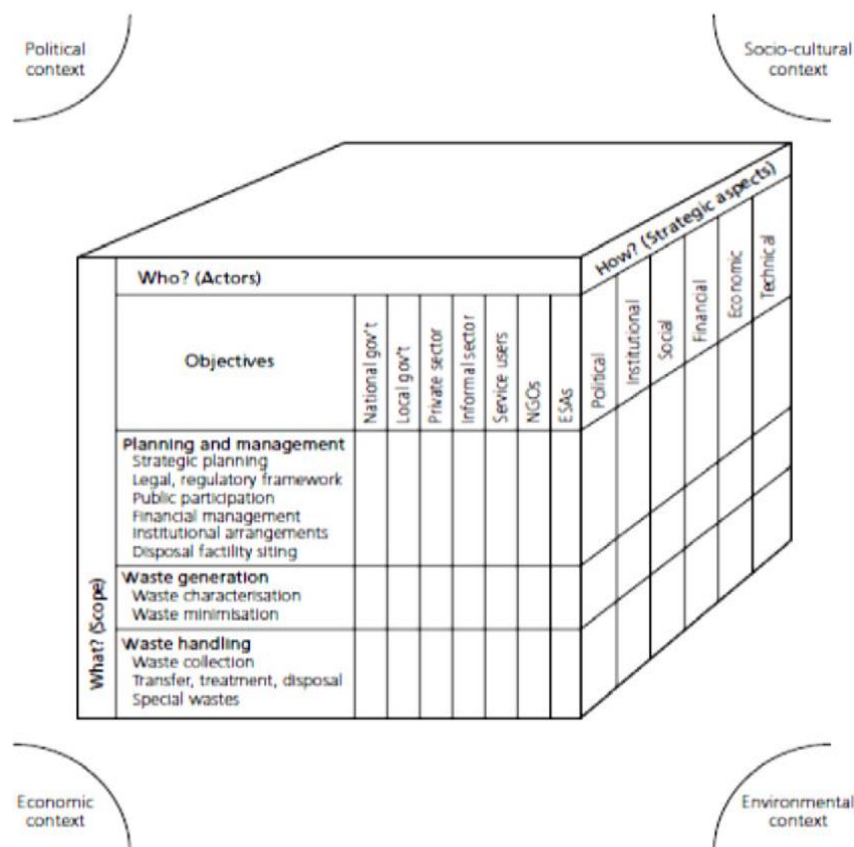 Political
context
Socio-cultural
context
How? (Strategic aspects)
Who? (Actors)
Objectives
National gov't
Local gov't
Private sector
Informal sector
Service users
NGOs
ESAs
Political
Institutional
Social
Financial
Economic
Technical
What? (Scope)
Planning and management
Strategic planning
Legal, regulatory framework
Public participation
Financial management
Institutional arrangements
Disposal factility siting
Waste generation
Waste characterisation
Waste minimisation
Waste handling
Waste collection
Transfer, treatment, disposal
Special wastes
Economic
context
Environmental
context